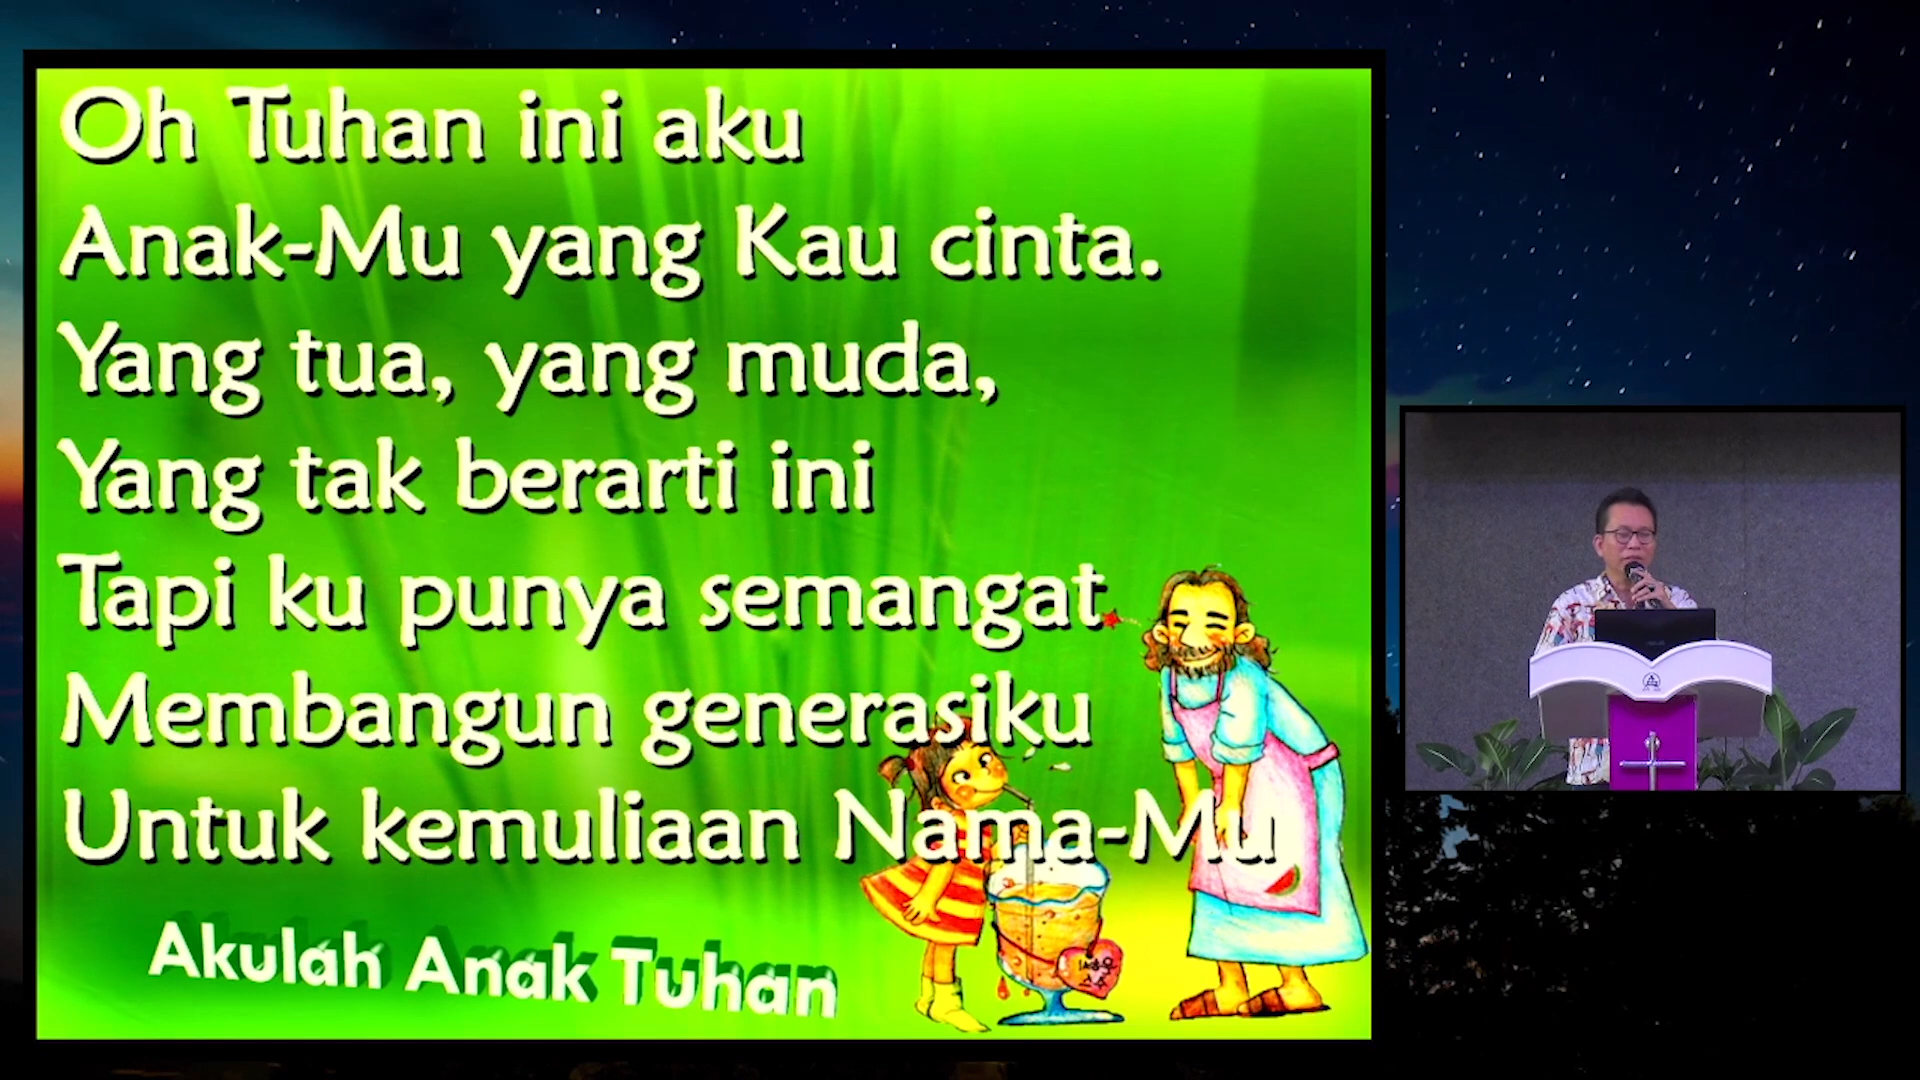 Oh Tuhan ini aku
Anak-Mu yang Kau cinta.
Yang tua, yang muda,
Yang tak berarti ini
Tapi ku punya semangat
Membangun generasiku
Untuk kemuliaan Nama-Mu
Akulah Anak Tuhan